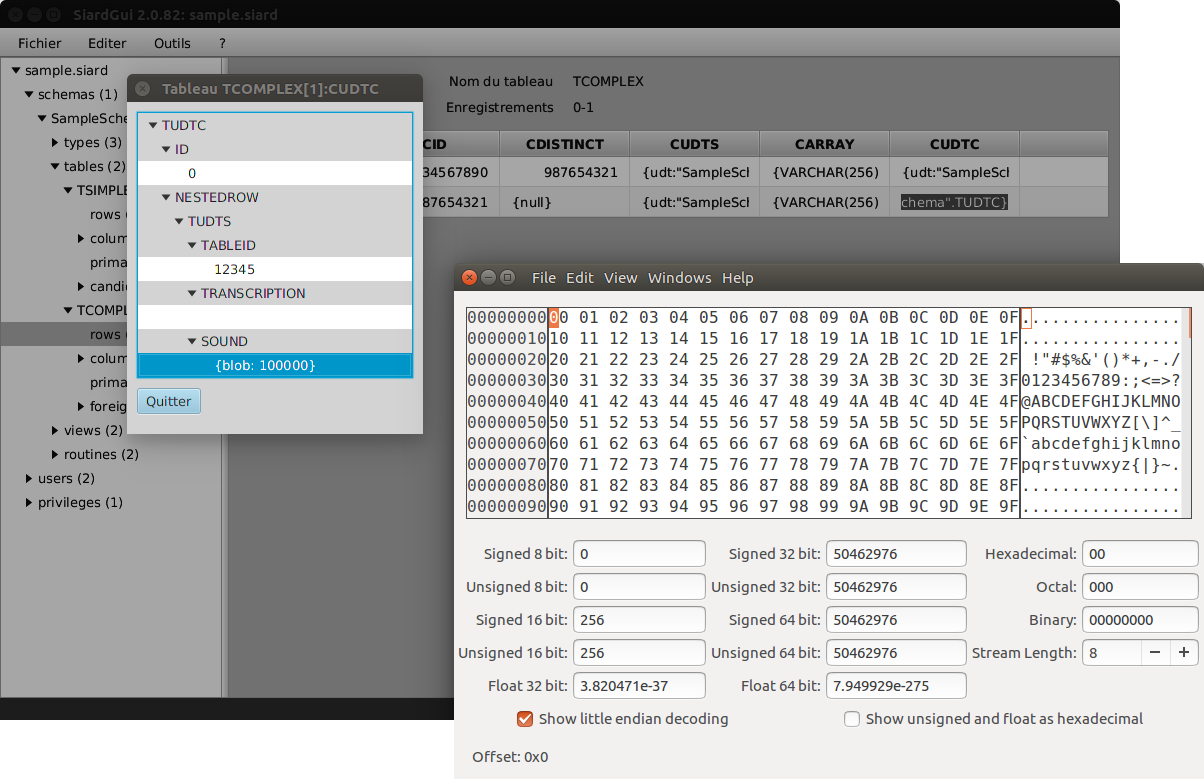 SiardGui 2.0.82: sample.siard
Fichier Editer Outils ?
sample.siard
schemas (1)
SampleSche
types (3)
tables (2)
TSIMPLE
rows (
colum
prima
candi
TCOMPL
rows
colum
prima
foreig
views (2)
routines (2)
users (2)
privileges (1)
Nom du tableau TCOMPLEX
Enregistrements 0-1
CID CDISTINCT CUDTS CARRAY CUDTC
34567890 987654321 {udt:"SampleSch {VARCHAR(256) {udt:"SampleSch
87654321 {null} {udt:"SampleSch {VARCHAR(256) chema".TUDTC}
Tableau TCOMPLEX[1]:CUDTC
TUDTC
ID
0
NESTEDROW
TUDTS
TABLEID
12345
TRANSCRIPTION
SOUND
{blob: 100000}
Quitter
File Edit View Windows Help
00000000 00 01 02 03 04 05 06 07 08 09 0A 0B 0C 0D 0E 0F ................
00000010 10 11 12 13 14 15 16 17 18 19 1A 1B 1C 1D 1E 1F ................
00000020 20 21 22 23 24 25 26 27 28 29 2A 2B 2C 2D 2E 2F  !"#$%&'()*+,-./
00000030 30 31 32 33 34 35 36 37 38 39 3A 3B 3C 3D 3E 3F 0123456789:;<=>?
00000040 40 41 42 43 44 45 46 47 48 49 4A 4B 4C 4D 4E 4F @ABCDEFGHIJKLMNO
00000050 50 51 52 53 54 55 56 57 58 59 5A 5B 5C 5D 5E 5F PQRSTUVWXYZ[\]^_
00000060 60 61 62 63 64 65 66 67 68 69 6A 6B 6C 6D 6E 6F `abcdefghijklmno
00000070 70 71 72 73 74 75 76 77 78 79 7A 7B 7C 7D 7E 7F pqrstuvwxyz{|}~.
00000080 80 81 82 83 84 85 86 87 88 89 8A 8B 8C 8D 8E 8F ................
00000090 90 91 92 93 94 95 96 97 98 99 9A 9B 9C 9D 9E 9F ................
Signed 8 bit: 0 Signed 32 bit: 50462976 Hexadecimal: 00
Unsigned 8 bit: 0 Unsigned 32 bit: 50462976 Octal: 000
Signed 16 bit: 256 Signed 64 bit: 50462976 Binary: 00000000
Unsigned 16 bit: 256 Unsigned 64 bit: 50462976 Stream Length: 8 − +
Float 32 bit: 3.820471e-37 Float 64 bit: 7.949929e-275
Show little endian decoding Show unsigned and float as hexadecimal
Offset: 0x0